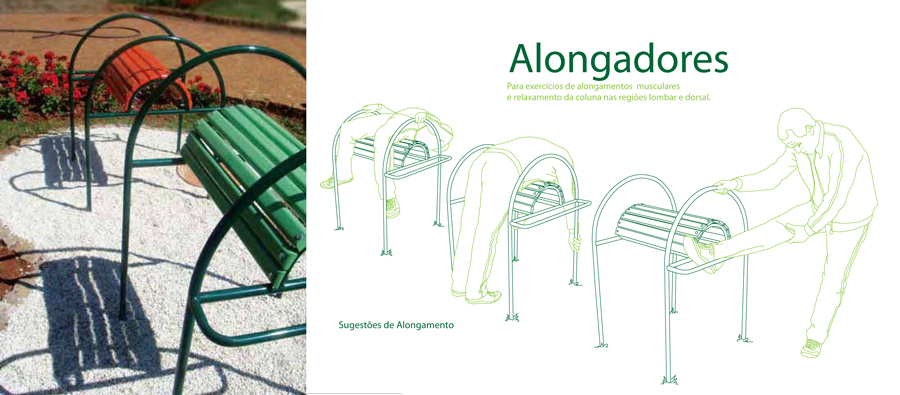 Alongadores
Para exercícios de alongamentos musculares
e relaxamento da coluna nas regiões lombar e dorsal.
Sugestões de Alongamento